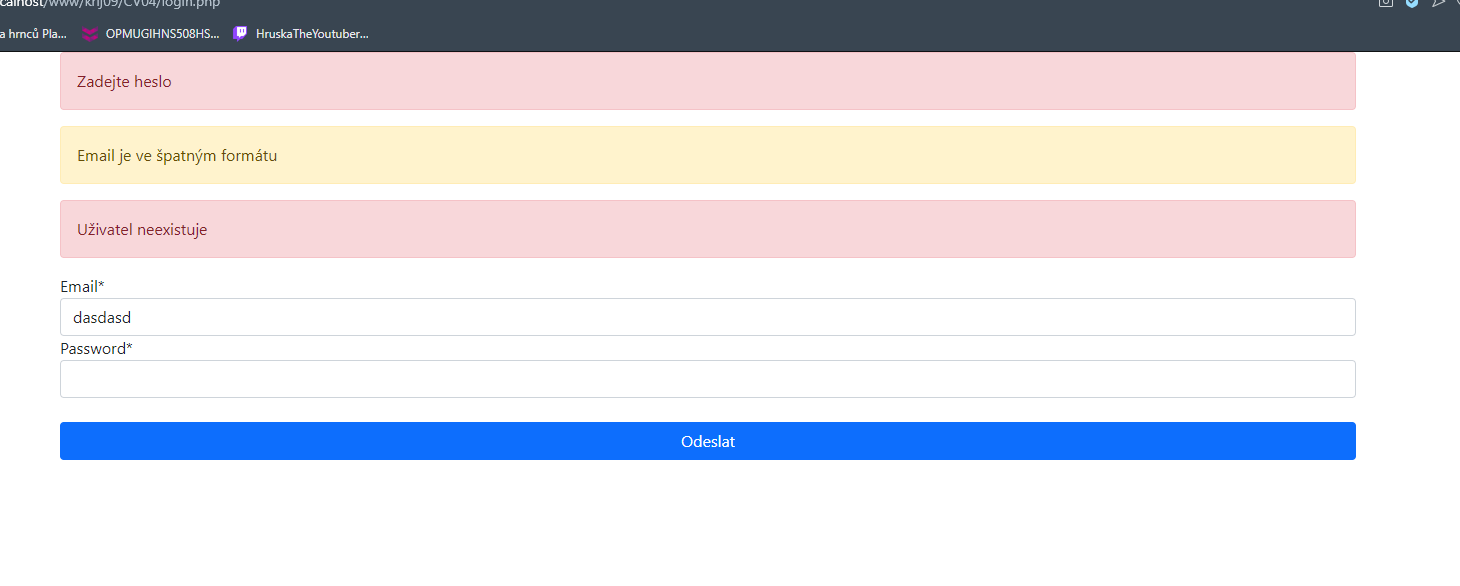 calhost/www/knj09/CV04/login.php
a hrnců Pla... OPMUGIHNS508HS... HruskaTheYoutuber...
Zadejte heslo
Email je ve špatným formátu
Uživatel neexistuje
Email*
dasdasd
Password*
Odeslat